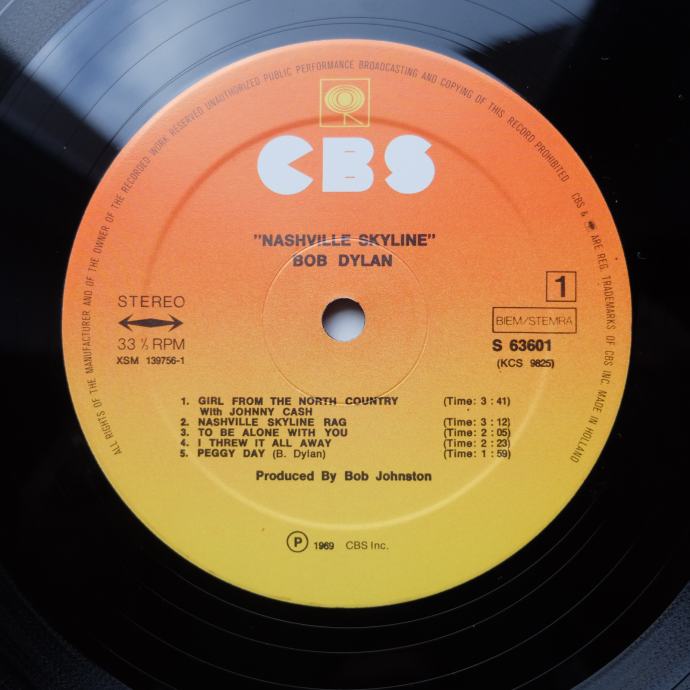 ALL RIGHTS OF THE MANUFACTURER AND OF THE OWNER OF THE RECORDED WORK RESERVED UNAUTHORIZED PUBLIC PERFORMANCE BROADCASTING AND COPYING OF THIS RECORD PROHIBITED CBS & ARE REG. TRADEMARKS OF CBS INC. MADE IN HOLLAND
CBS
"NASHVILLE SKYLINE"
BOB DYLAN
STEREO
33 ⅓ RPM
XSM 139756-1
1
BIEM/STEMRA
S 63601
(KCS 9825)
1. GIRL FROM THE NORTH COUNTRY (Time: 3 : 41)
With JOHNNY CASH
2. NASHVILLE SKYLINE RAG (Time: 3 : 12)
3. TO BE ALONE WITH YOU (Time: 2 : 05)
4. I THREW IT ALL AWAY (Time: 2 : 23)
5. PEGGY DAY (B. Dylan) (Time: 1 : 59)
Produced By Bob Johnston
Ⓟ 1969 CBS Inc.